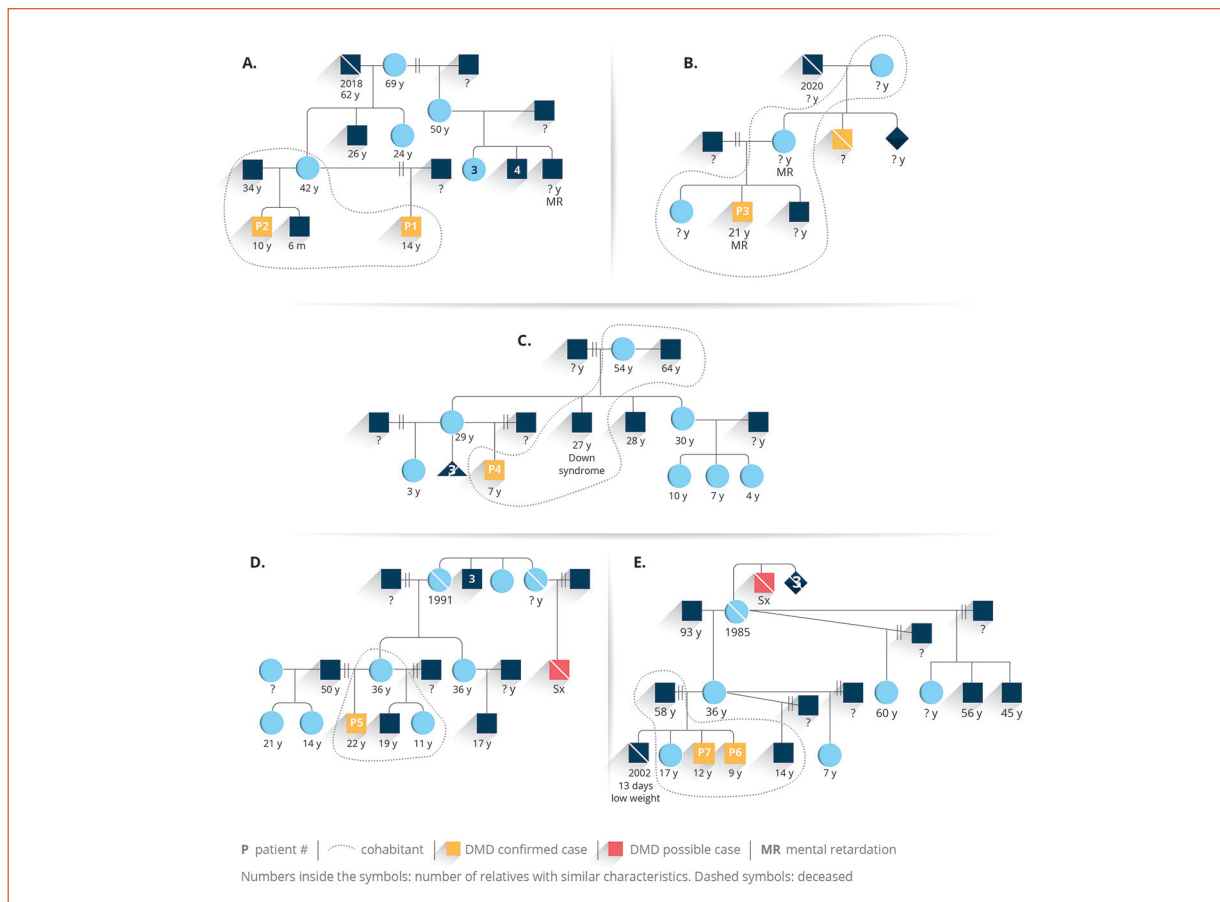 A.
2018
62 y
69 y
?
50 y
?
26 y
24 y
34 y
42 y
?
3
4
? y
MR
P2
10 y
6 m
P1
14 y
B.
2020
? y
? y
?
? y
MR
?
? y
? y
P3
21 y
MR
? y
C.
? y
54 y
64 y
?
29 y
?
27 y
Down
syndrome
28 y
30 y
? y
3 y
3
P4
7 y
10 y
7 y
4 y
D.
?
1991
3
? y
?
50 y
36 y
?
36 y
? y
Sx
21 y
14 y
P5
22 y
19 y
11 y
17 y
E.
Sx
3
93 y
1985
?
?
58 y
36 y
?
?
60 y
? y
56 y
45 y
2002
13 days
low weight
17 y
P7
12 y
P6
9 y
14 y
7 y
P patient # cohabitant DMD confirmed case DMD possible case MR mental retardation
Numbers inside the symbols: number of relatives with similar characteristics. Dashed symbols: deceased